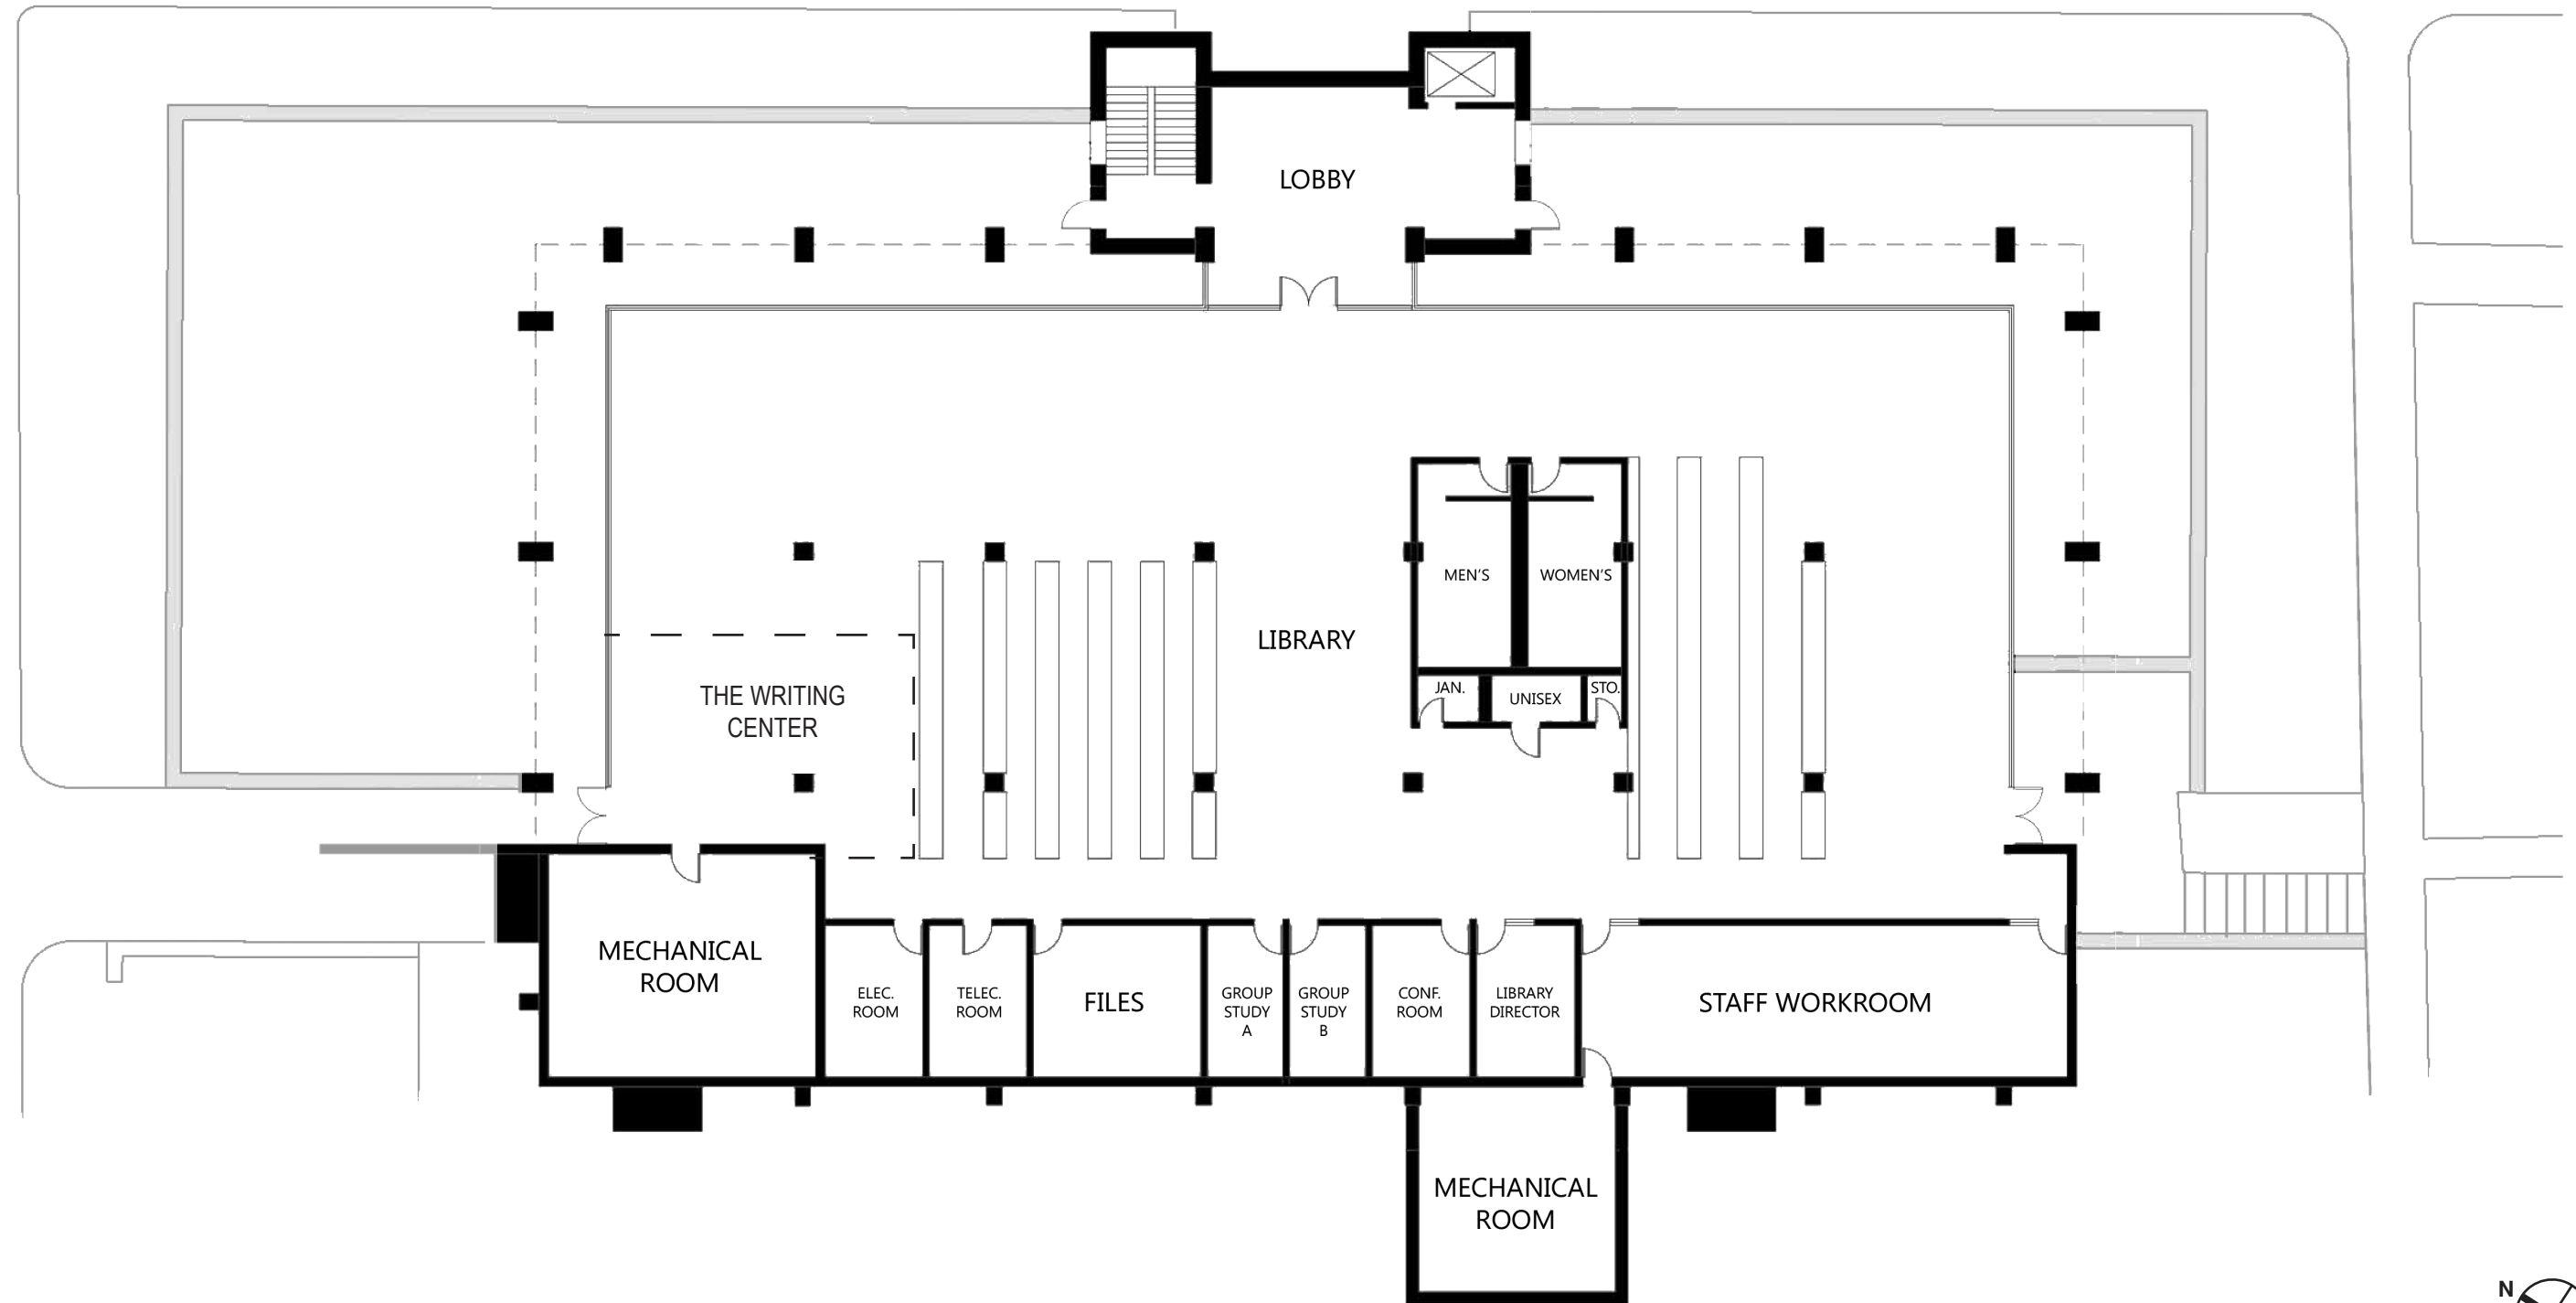 LOBBY
MEN'S
WOMEN'S
LIBRARY
JAN.
UNISEX
STO.
THE WRITING
CENTER
MECHANICAL
ROOM
ELEC.
ROOM
TELEC.
ROOM
FILES
GROUP
STUDY
A
GROUP
STUDY
B
CONF.
ROOM
LIBRARY
DIRECTOR
STAFF WORKROOM
MECHANICAL
ROOM
N